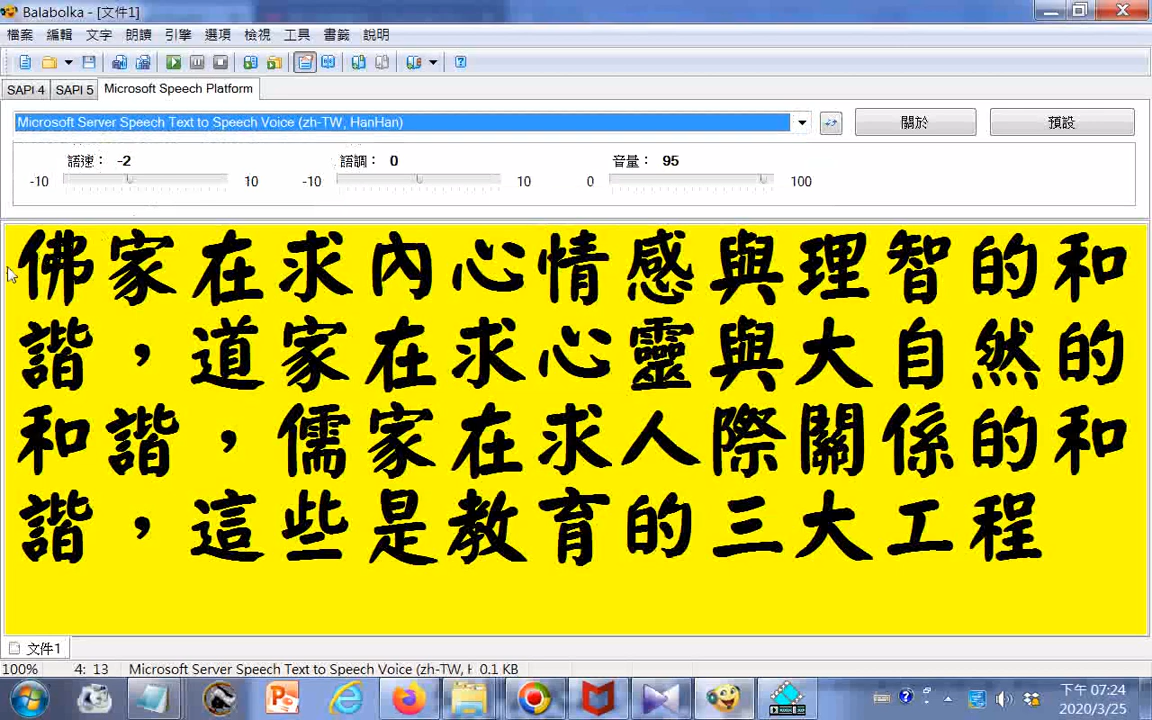 Balabolka - [文件1]
檔案 編輯 文字 朗讀 引擎 選項 檢視 工具 書籤 說明
SAPI 4 SAPI 5 Microsoft Speech Platform
Microsoft Server Speech Text to Speech Voice (zh-TW, HanHan) 關於 預設
語速： -2 語調： 0 音量： 95
-10 10 -10 10 0 100
佛家在求內心情感與理智的和
諧，道家在求心靈與大自然的
和諧，儒家在求人際關係的和
諧，這些是教育的三大工程
文件1
100% 4: 13 Microsoft Server Speech Text to Speech Voice (zh-TW, H 0.1 KB
下午 07:24
2020/3/25